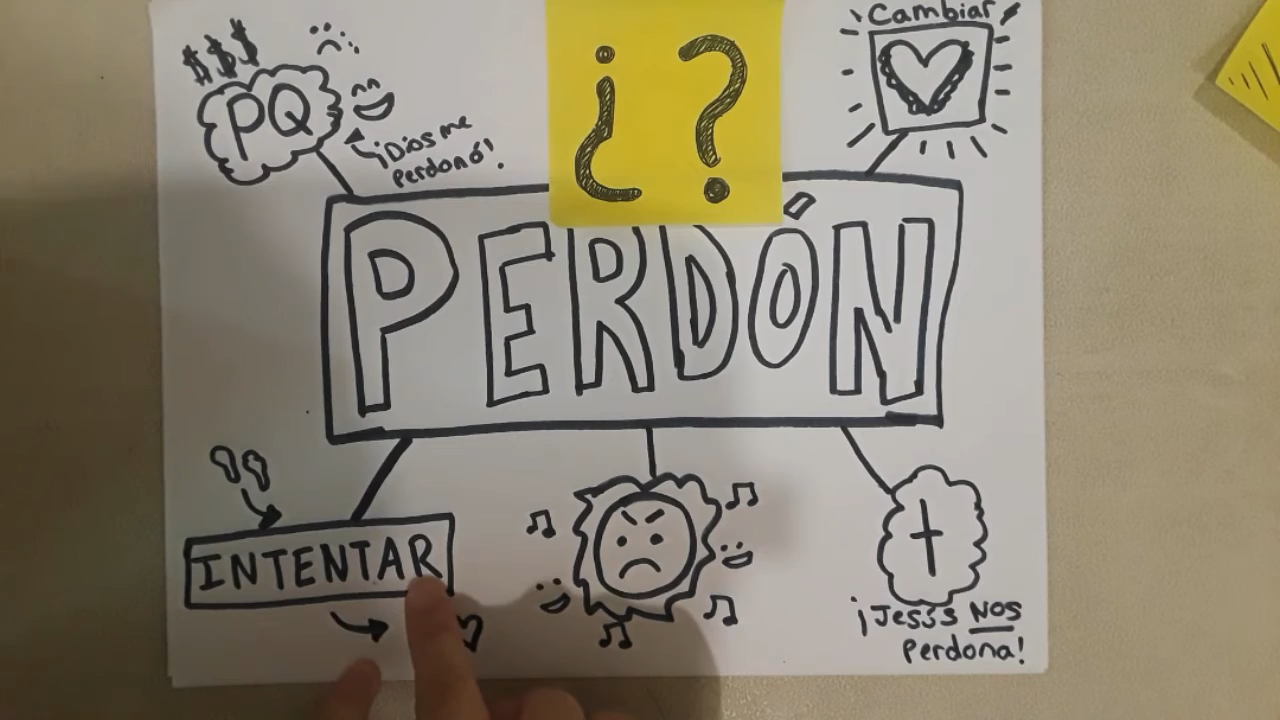 $$$
PQ
¡Dios me
perdonó!
¿?
Cambiar
PERDÓN
INTENTAR
¡Jesús NOS
perdona!